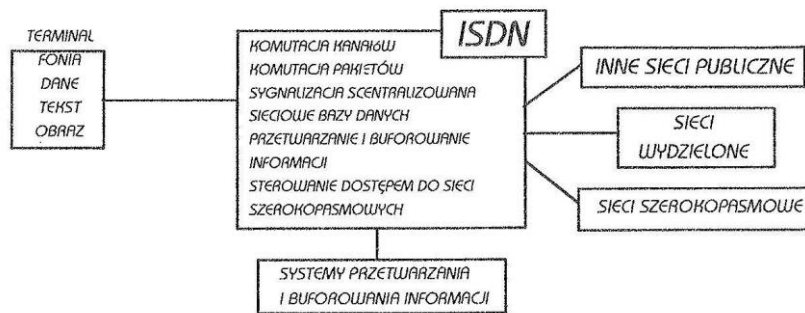 TERMINAL
FONIA
DANE
TEKST
OBRAZ
ISDN
KOMUTACJA KANAłÓW
KOMUTACJA PAKIETÓW
SYGNALIZACJA SCENTRALIZOWANA
SIECIOWE BAZY DANYCH
PRZETWARZANIE I BUFOROWANIE
INFORMACJI
STEROWANIE DOSTĘPEM DO SIECI
SZEROKOPASMOWYCH
INNE SIECI PUBLICZNE
SIECI
WYDZIELONE
SIECI SZEROKOPASMOWE
SYSTEMY PRZETWARZANIA
I BUFOROWANIA INFORMACJI